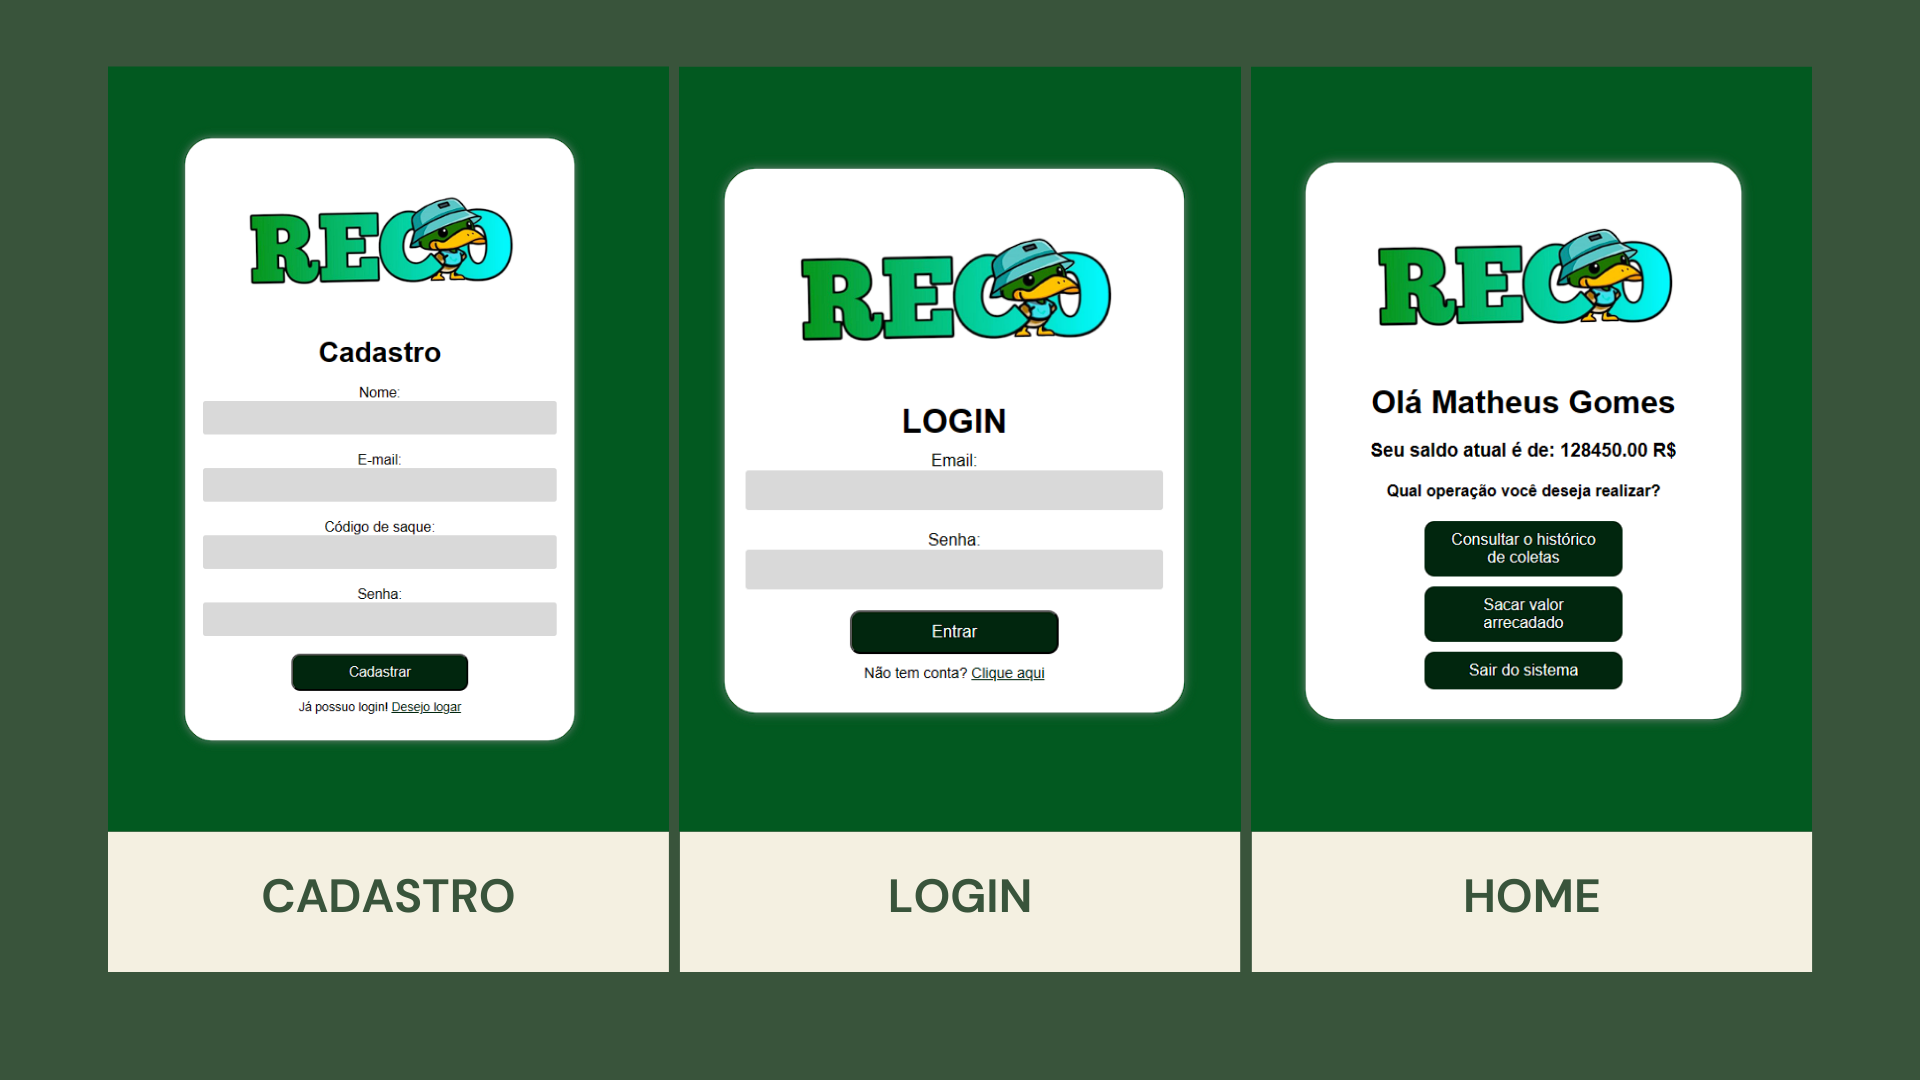 RECO
Cadastro
Nome:
E-mail:
Código de saque:
Senha:
Cadastrar
Já possuo login! Desejo logar
CADASTRO
RECO
LOGIN
Email:
Senha:
Entrar
Não tem conta? Clique aqui
LOGIN
RECO
Olá Matheus Gomes
Seu saldo atual é de: 128450.00 R$
Qual operação você deseja realizar?
Consultar o histórico
de coletas
Sacar valor
arrecadado
Sair do sistema
HOME